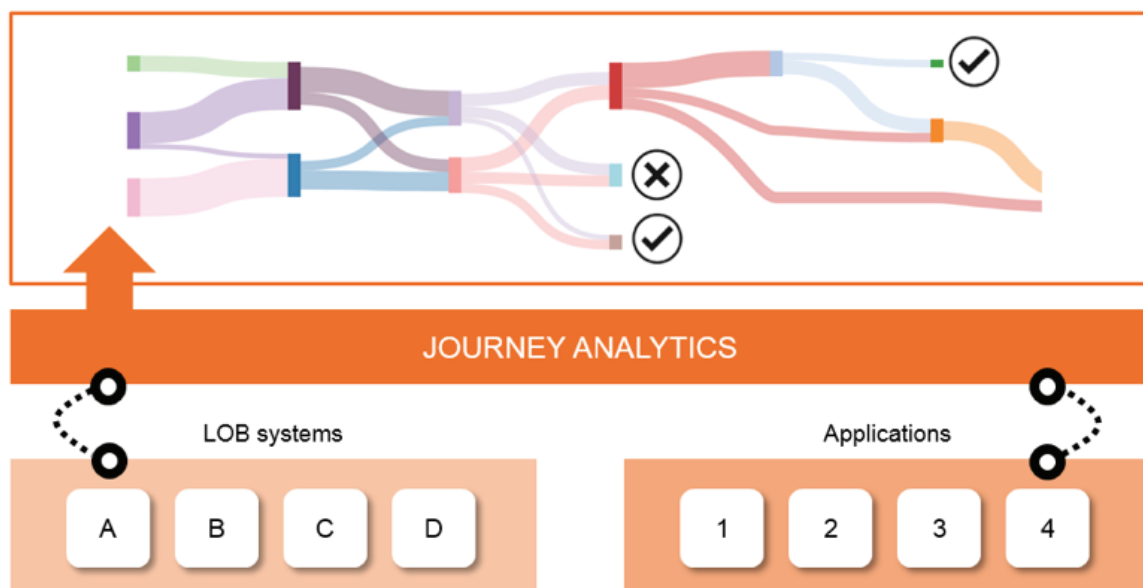 JOURNEY ANALYTICS
LOB systems
Applications
A B C D
1 2 3 4